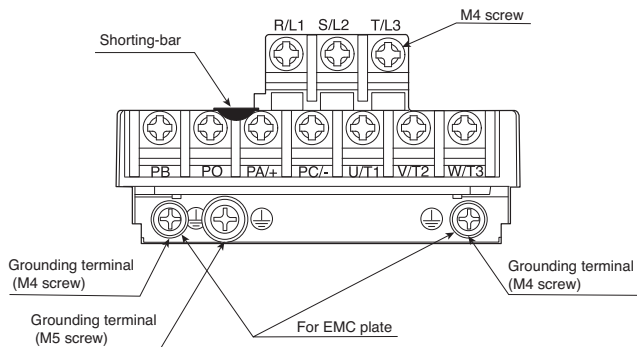 R/L1 S/L2 T/L3
M4 screw
Shorting-bar
PB PO PA/+ PC/- U/T1 V/T2 W/T3
Grounding terminal
(M4 screw)
Grounding terminal
(M5 screw)
For EMC plate
Grounding terminal
(M4 screw)